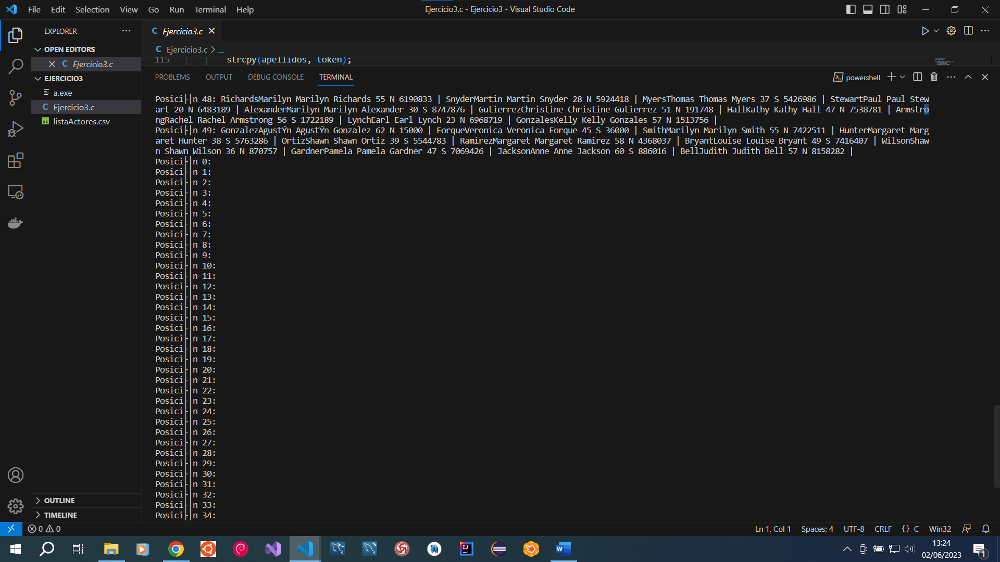 File Edit Selection View Go Run Terminal Help
Ejercicio3.c - Ejercicio3 - Visual Studio Code
EXPLORER
OPEN EDITORS
Ejercicio3.c
EJERCICIO3
a.exe
Ejercicio3.c
listaActores.csv
OUTLINE
TIMELINE
Ejercicio3.c
Ejercicio3.c > ...
115 strcpy(apellidos, token);
PROBLEMS OUTPUT DEBUG CONSOLE TERMINAL
powershell
Posici├│n 48: RichardsMarilyn Marilyn Richards 55 N 6190833 | SnyderMartin Martin Snyder 28 N 5924418 | MyersThomas Thomas Myers 37 S 5426986 | StewartPaul Paul Stew
art 20 N 6483189 | AlexanderMarilyn Marilyn Alexander 30 S 8747876 | GutierrezChristine Christine Gutierrez 51 N 191748 | HallKathy Kathy Hall 47 N 7538781 | Armstro
ngRachel Rachel Armstrong 56 S 1722189 | LynchEarl Earl Lynch 23 N 6968719 | GonzalesKelly Kelly Gonzales 57 N 1513756 |
Posici├│n 49: GonzalezAgustÝn AgustÝn Gonzalez 62 N 15000 | ForqueVeronica Veronica Forque 45 S 36000 | SmithMarilyn Marilyn Smith 55 N 7422511 | HunterMargaret Marg
aret Hunter 38 S 5763286 | OrtizShawn Shawn Ortiz 39 S 5544783 | RamirezMargaret Margaret Ramirez 58 N 4368037 | BryantLouise Louise Bryant 49 S 7416407 | WilsonShaw
n Shawn Wilson 36 N 870757 | GardnerPamela Pamela Gardner 47 S 7069426 | JacksonAnne Anne Jackson 60 S 886016 | BellJudith Judith Bell 57 N 8158282 |
Posici├│n 0:
Posici├│n 1:
Posici├│n 2:
Posici├│n 3:
Posici├│n 4:
Posici├│n 5:
Posici├│n 6:
Posici├│n 7:
Posici├│n 8:
Posici├│n 9:
Posici├│n 10:
Posici├│n 11:
Posici├│n 12:
Posici├│n 13:
Posici├│n 14:
Posici├│n 15:
Posici├│n 16:
Posici├│n 17:
Posici├│n 18:
Posici├│n 19:
Posici├│n 20:
Posici├│n 21:
Posici├│n 22:
Posici├│n 23:
Posici├│n 24:
Posici├│n 25:
Posici├│n 26:
Posici├│n 27:
Posici├│n 28:
Posici├│n 29:
Posici├│n 30:
Posici├│n 31:
Posici├│n 32:
Posici├│n 33:
Posici├│n 34:
0 0
Ln 1, Col 1 Spaces: 4 UTF-8 CRLF {} C Win32
13:24
02/06/2023
1